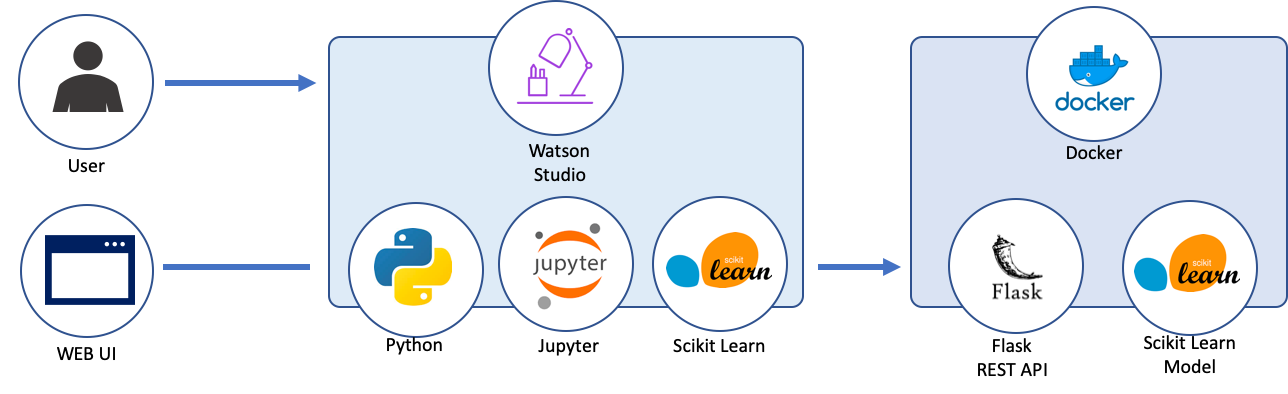 User
WEB UI
Watson
Studio
Python
jupyter
Jupyter
scikit
learn
Scikit Learn
docker
Docker
Flask
Flask
REST API
scikit
learn
Scikit Learn
Model